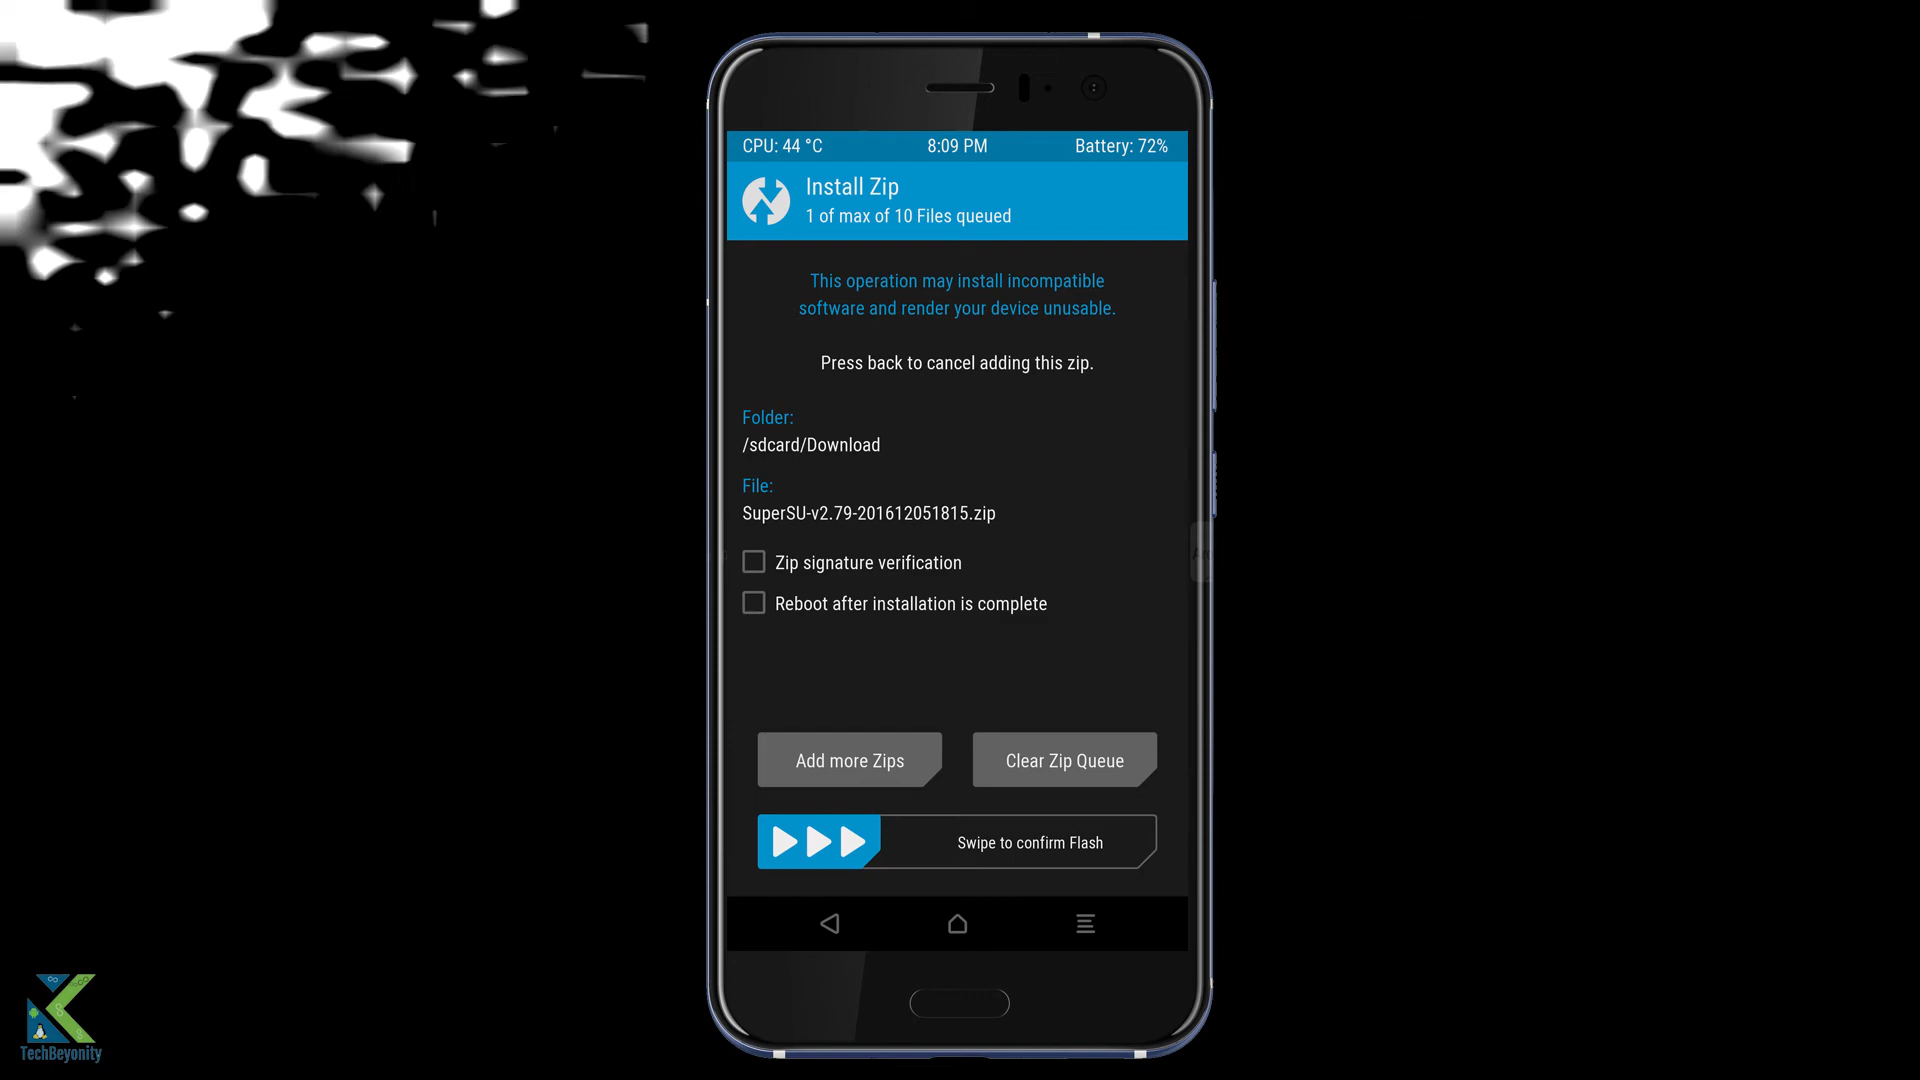 CPU: 44 °C 8:09 PM Battery: 72%
Install Zip
1 of max of 10 Files queued
This operation may install incompatible
software and render your device unusable.
Press back to cancel adding this zip.
Folder:
/sdcard/Download
File:
SuperSU-v2.79-201612051815.zip
Zip signature verification
Reboot after installation is complete
Add more Zips Clear Zip Queue
Swipe to confirm Flash
TechBeyonity